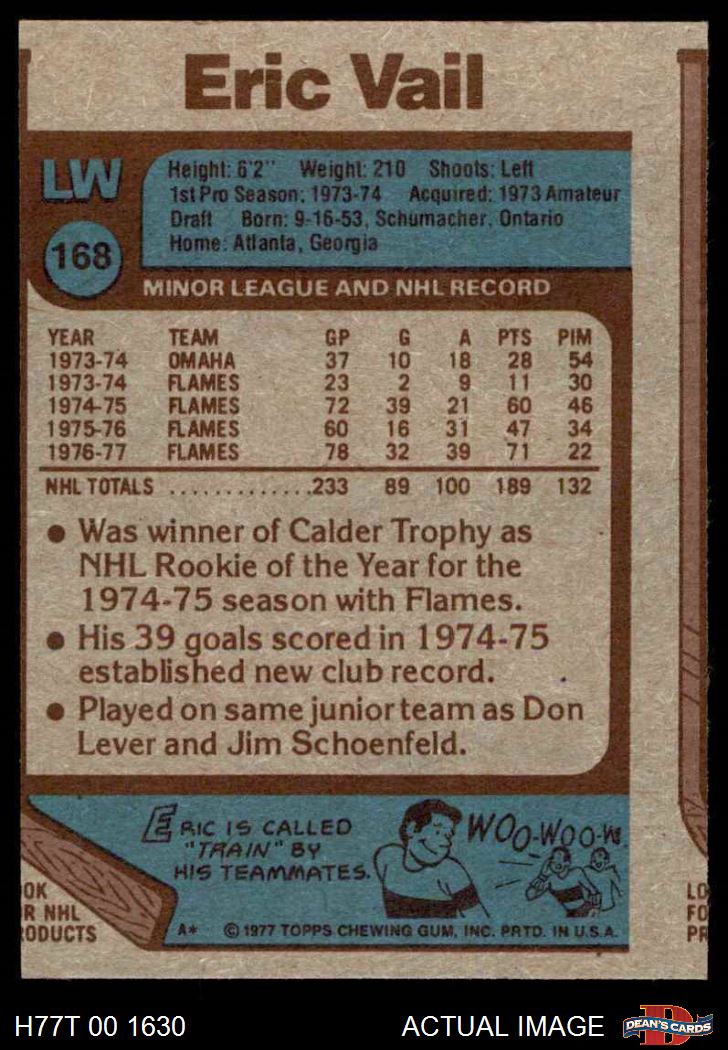 Eric Vail
LW
168
Height: 6'2" Weight: 210 Shoots: Left
1st Pro Season: 1973-74 Acquired: 1973 Amateur
Draft Born: 9-16-53, Schumacher, Ontario
Home: Atlanta, Georgia
MINOR LEAGUE AND NHL RECORD
YEAR TEAM GP G A PTS PIM
1973-74 OMAHA 37 10 18 28 54
1973-74 FLAMES 23 2 9 11 30
1974-75 FLAMES 72 39 21 60 46
1975-76 FLAMES 60 16 31 47 34
1976-77 FLAMES 78 32 39 71 22
NHL TOTALS .............233 89 100 189 132
● Was winner of Calder Trophy as
NHL Rookie of the Year for the
1974-75 season with Flames.
● His 39 goals scored in 1974-75
established new club record.
● Played on same junior team as Don
Lever and Jim Schoenfeld.
ERIC IS CALLED
"TRAIN" BY
HIS TEAMMATES.
WOO-WOO-W
OK
R NHL
ODUCTS
LO
FO
PR
A* © 1977 TOPPS CHEWING GUM, INC. PRTD. IN U.S.A.
H77T 00 1630 ACTUAL IMAGE
D
DEAN'S CARDS